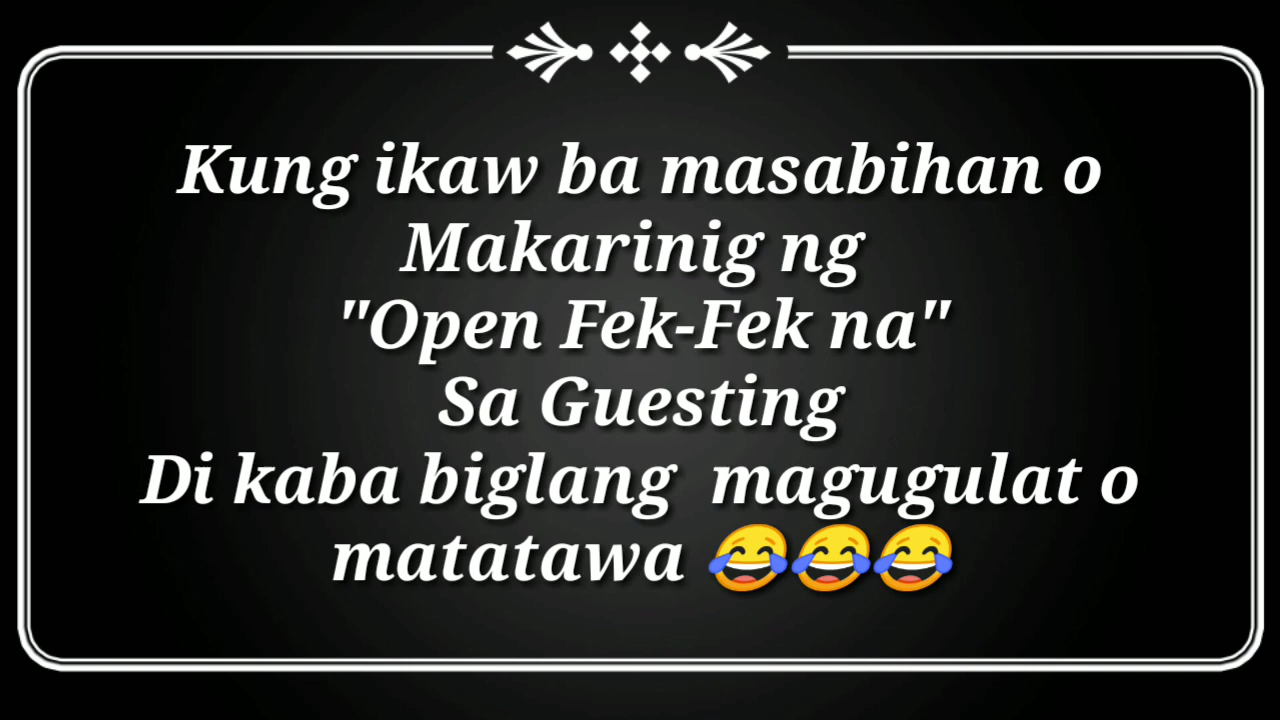 Kung ikaw ba masabihan o
Makarinig ng
"Open Fek-Fek na"
Sa Guesting
Di kaba biglang magugulat o
matatawa 😂😂😂